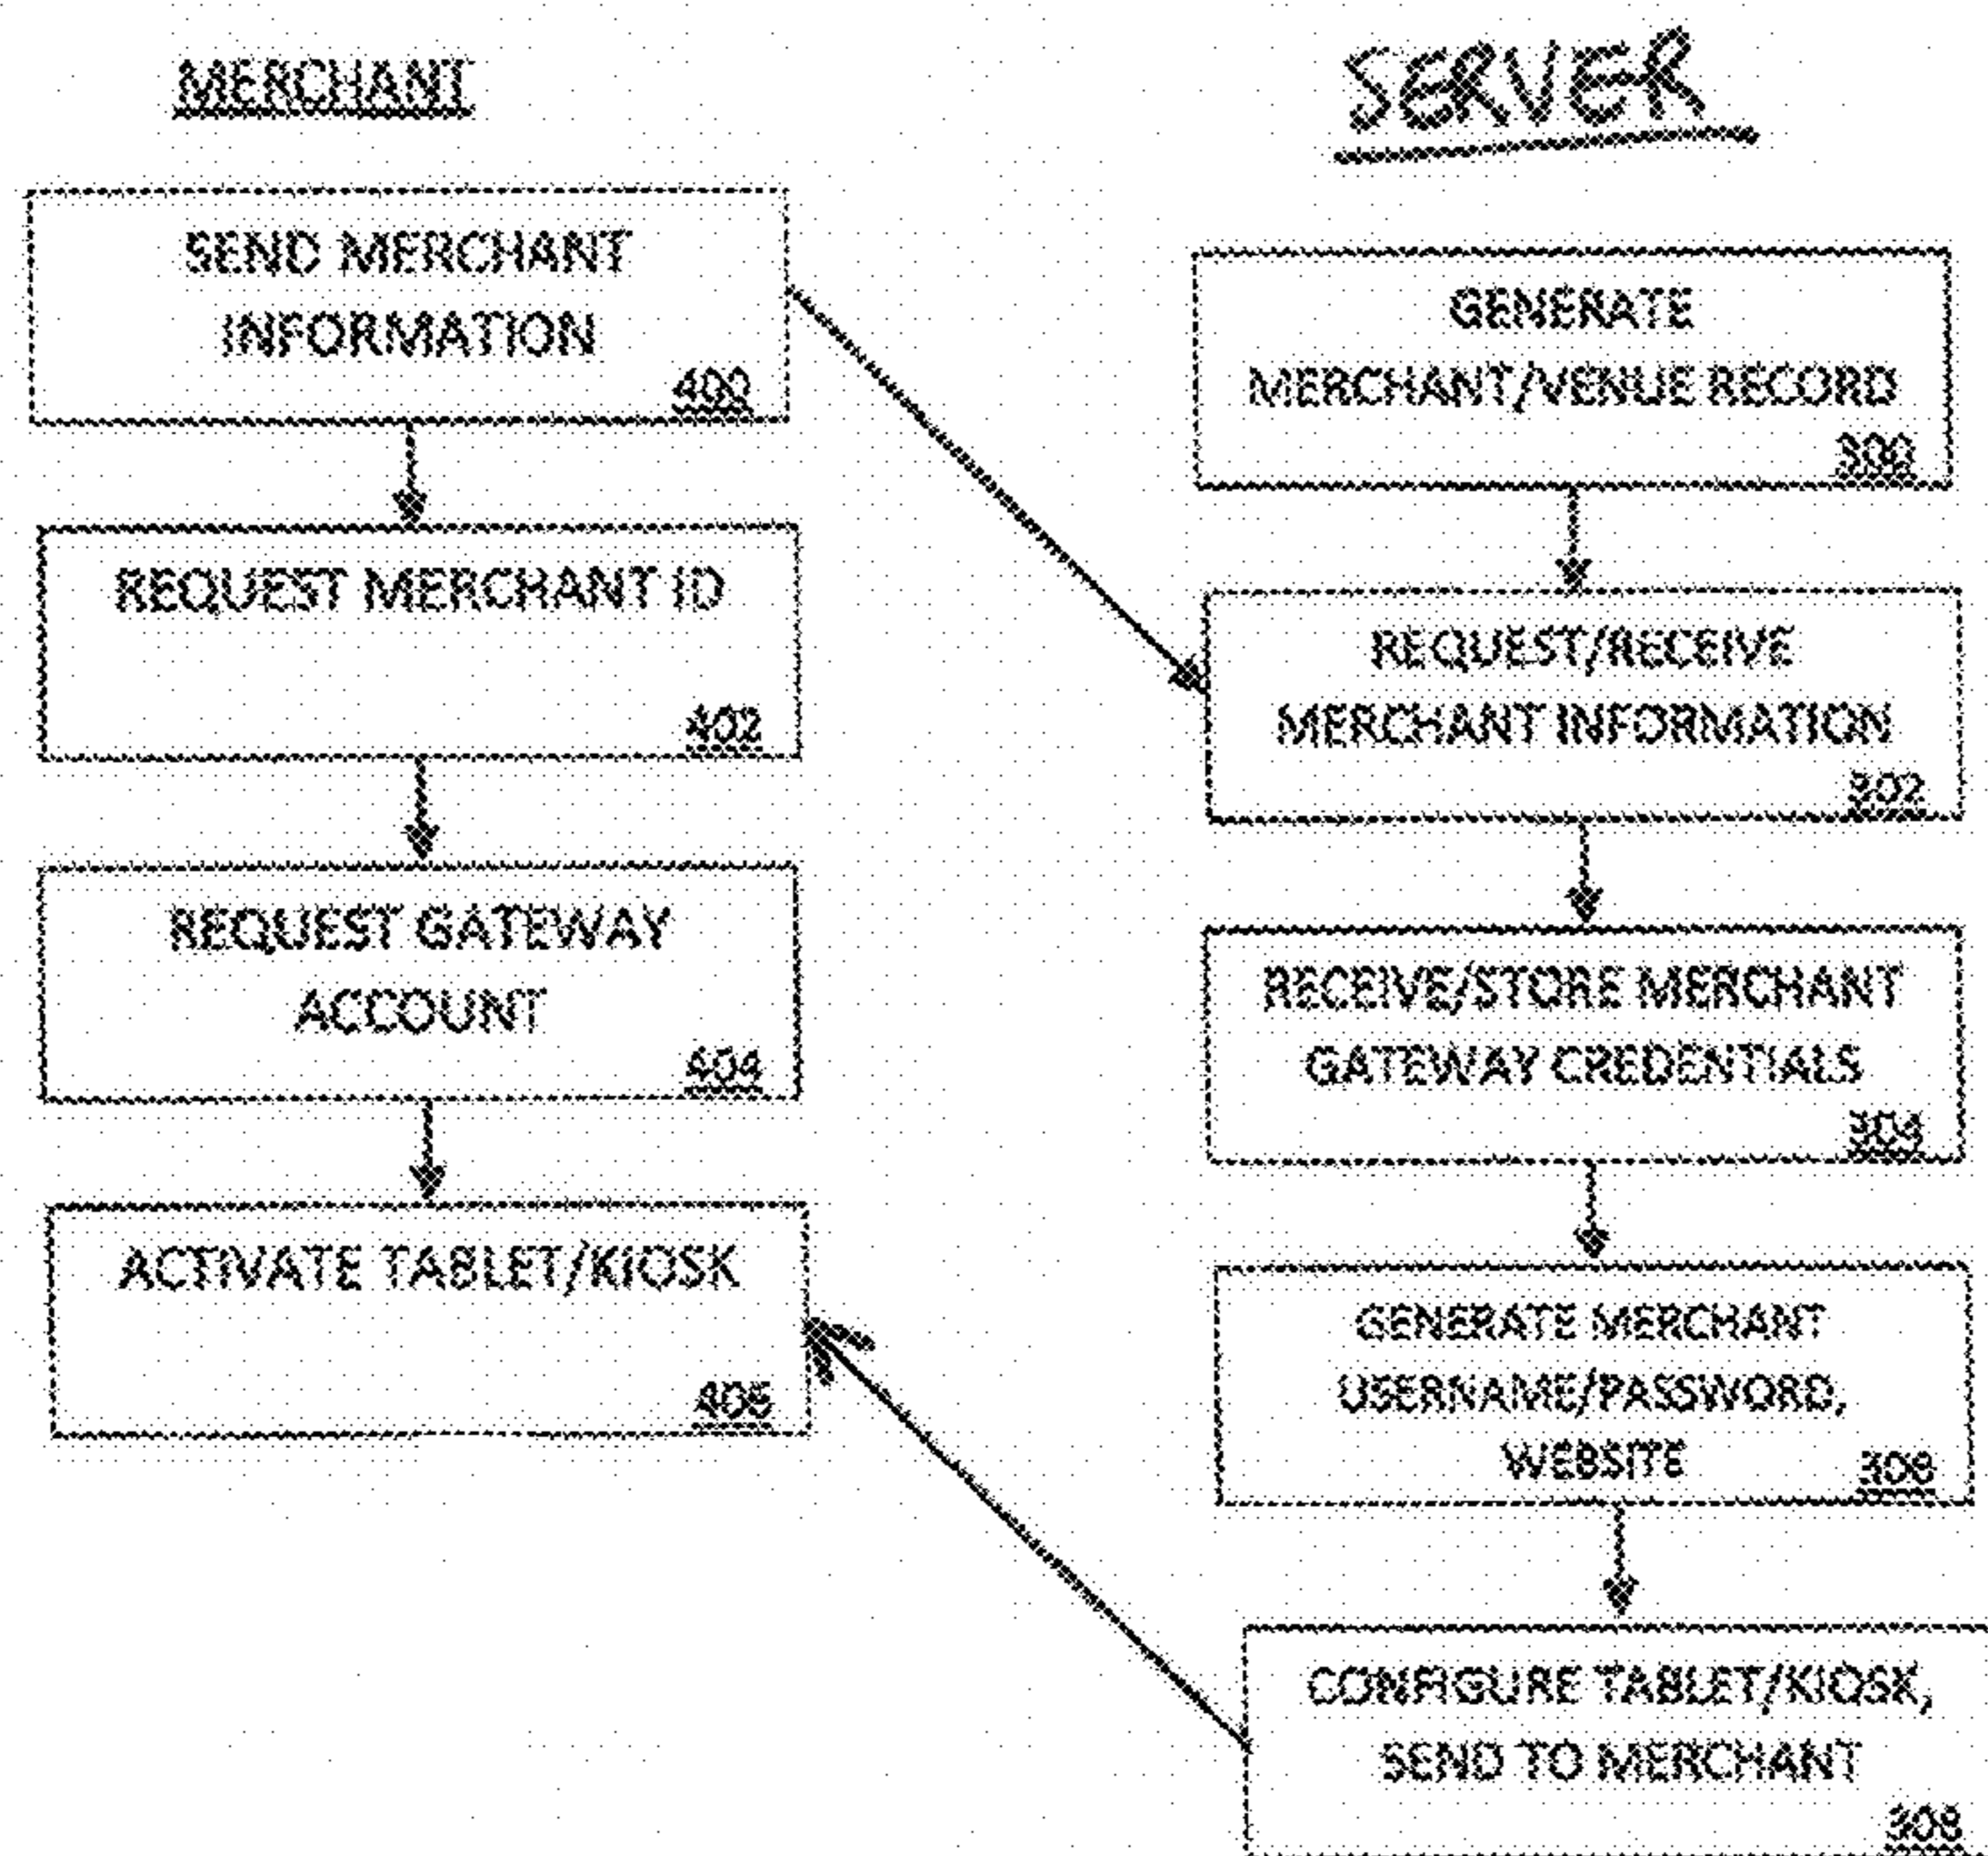 MERCHANT
SEND MERCHANT
INFORMATION
400
REQUEST MERCHANT ID
402
REQUEST GATEWAY
ACCOUNT
404
ACTIVATE TABLET/KIOSK
406
SERVER
GENERATE
MERCHANT/VENUE RECORD
300
REQUEST/RECEIVE
MERCHANT INFORMATION
302
RECEIVE/STORE MERCHANT
GATEWAY CREDENTIALS
304
GENERATE MERCHANT
USERNAME/PASSWORD,
WEBSITE
306
CONFIGURE TABLET/KIOSK,
SEND TO MERCHANT
308